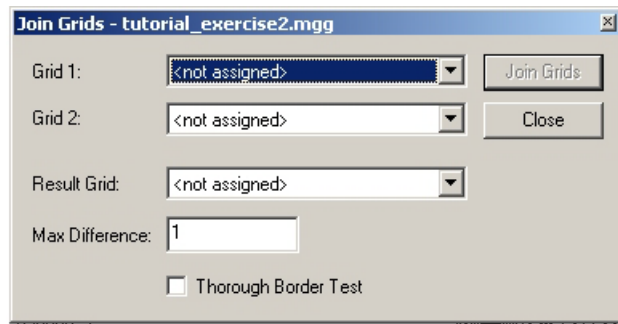 Join Grids - tutorial_exercise2.mgg
Grid 1: <not assigned> Join Grids
Grid 2: <not assigned> Close
Result Grid: <not assigned>
Max Difference: 1
Thorough Border Test